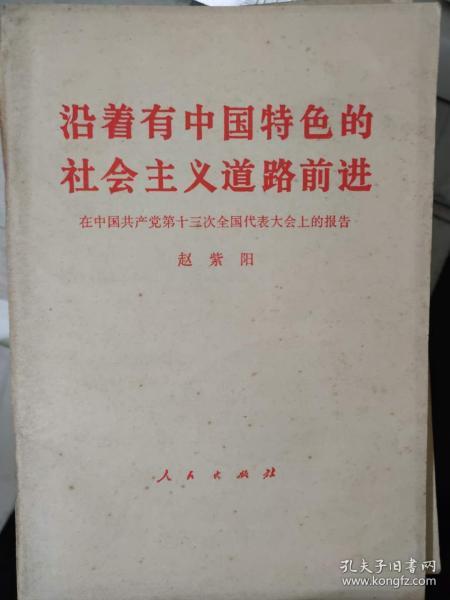 沿着有中国特色的
社会主义道路前进
在中国共产党第十三次全国代表大会上的报告
赵紫阳
人民出版社
孔夫子旧书网
www.kongfz.com